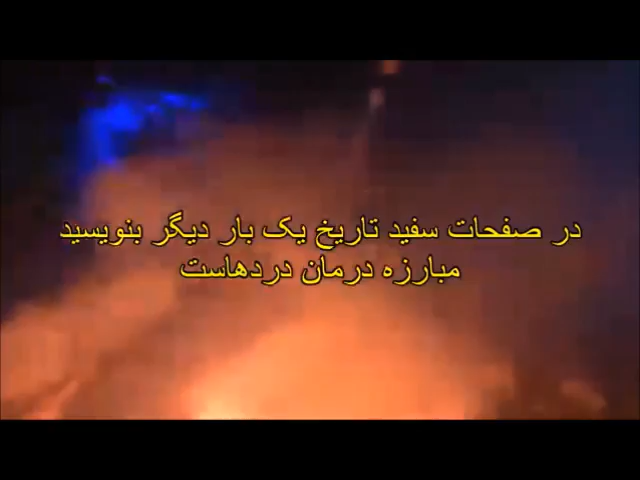 در صفحات سفید تاریخ یک بار دیگر بنویسید
مبارزه درمان دردهاست